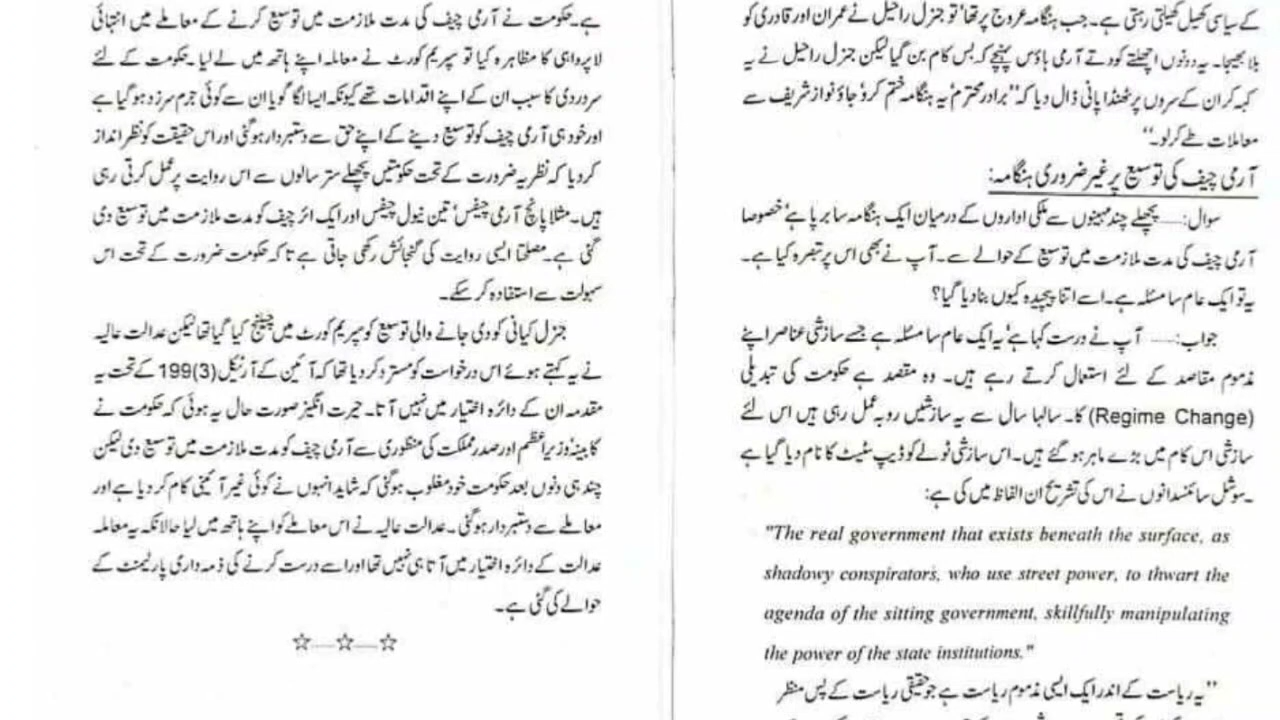 کے سیاسی کھیل کھیلتی رہتی ہے۔ جب ہنگامہ عروج پر تھا' تو جنرل راحیل نے عمران اور قادری کو
بلا بھیجا۔ یہ دونوں اچھلتے کودتے آرمی ہاؤس پہنچے کہ بس کام بن گیا لیکن جنرل راحیل نے یہ
کہہ کر ان کے سروں پر ٹھنڈا پانی ڈال دیا کہ "برادر محترم' یہ ہنگامہ ختم کرو' جاؤ نواز شریف سے
معاملات طے کر لو۔"
آرمی چیف کی توسیع پر غیر ضروری ہنگامہ:
سوال:...... پچھلے چند مہینوں سے ملکی اداروں کے درمیان ایک ہنگامہ سا برپا ہے' خصوصا
آرمی چیف کی مدت ملازمت میں توسیع کے حوالے سے۔ آپ نے بھی اس پر تبصرہ کیا ہے۔
یہ تو ایک عام سا مسئلہ ہے۔ اسے اتنا پیچیدہ کیوں بنا دیا گیا؟
جواب:...... آپ نے درست کہا ہے' یہ ایک عام سا مسئلہ ہے جسے سازشی عناصر اپنے
مذموم مقاصد کے لئے استعمال کرتے رہے ہیں۔ وہ مقصد ہے حکومت کی تبدیلی
(Regime Change) کا۔ سالہا سال سے یہ سازشیں روبہ عمل رہی ہیں اس لئے
سازشی اس کام میں بڑے ماہر ہو گئے ہیں۔ اس سازشی ٹولے کو ڈیپ سٹیٹ کا نام دیا گیا ہے
۔ سوشل سائنسدانوں نے اس کی تشریح ان الفاظ میں کی ہے:
"The real government that exists beneath the surface, as
shadowy conspirators, who use street power, to thwart the
agenda of the sitting government, skillfully manipulating
the power of the state institutions."
"یہ ریاست کے اندر ایک ایسی مذموم ریاست ہے جو حقیقی ریاست کے پس منظر
ہے۔ حکومت نے آرمی چیف کی مدت ملازمت میں توسیع کرنے کے معاملے میں انتہائی
لاپرواہی کا مظاہرہ کیا تو سپریم کورٹ نے معاملہ اپنے ہاتھ میں لے لیا۔ حکومت کے لئے
سردردی کا سبب ان کے اپنے اقدامات تھے کیونکہ ایسا لگا گویا ان سے کوئی جرم سرزد ہو گیا ہے
اور خود ہی آرمی چیف کو توسیع دینے کے اپنے حق سے دستبردار ہو گئی اور اس حقیقت کو نظر انداز
کر دیا کہ نظریہ ضرورت کے تحت حکومتیں پچھلے ستر سالوں سے اس روایت پر عمل کرتی رہی
ہیں۔ مثلا پانچ آرمی چیفس' تین نیول چیفس اور ایک ائر چیف کو مدت ملازمت میں توسیع دی
گئی ہے۔ مصلحتا ایسی روایت کی گنجائش رکھی جاتی ہے تاکہ حکومت ضرورت کے تحت اس
سہولت سے استفادہ کر سکے۔
جنرل کیانی کو دی جانے والی توسیع کو سپریم کورٹ میں چیلنج کیا گیا تھا لیکن عدالت عالیہ
نے یہ کہتے ہوئے اس درخواست کو مسترد کر دیا تھا کہ آئین کے آرٹیکل (3)199 کے تحت یہ
مقدمہ ان کے دائرہ اختیار میں نہیں آتا۔ حیرت انگیز صورت حال یہ ہوئی کہ حکومت نے
کابینہ' وزیراعظم اور صدر مملکت کی منظوری سے آرمی چیف کو مدت ملازمت میں توسیع دی لیکن
چند ہی دنوں بعد حکومت خود مغلوب ہو گئی کہ شاید انہوں نے کوئی غیر آئینی کام کر دیا ہے اور
معاملے سے دستبردار ہو گئی۔ عدالت عالیہ نے اس معاملے کو اپنے ہاتھ میں لیا حالانکہ یہ معاملہ
عدالت کے دائرہ اختیار میں آتا ہی نہیں تھا اور اسے درست کرنے کی ذمہ داری پارلیمنٹ کے
حوالے کی گئی ہے۔
☆......☆......☆